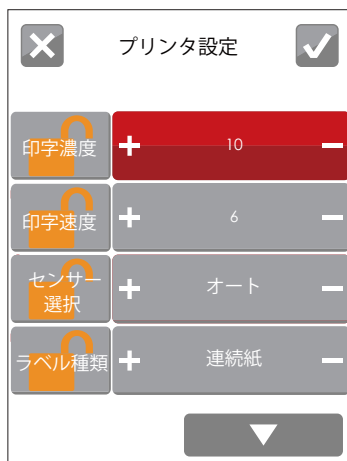 プリンタ設定
印字濃度
10
印字速度
6
センサー
選択
オート
ラベル種類
連続紙